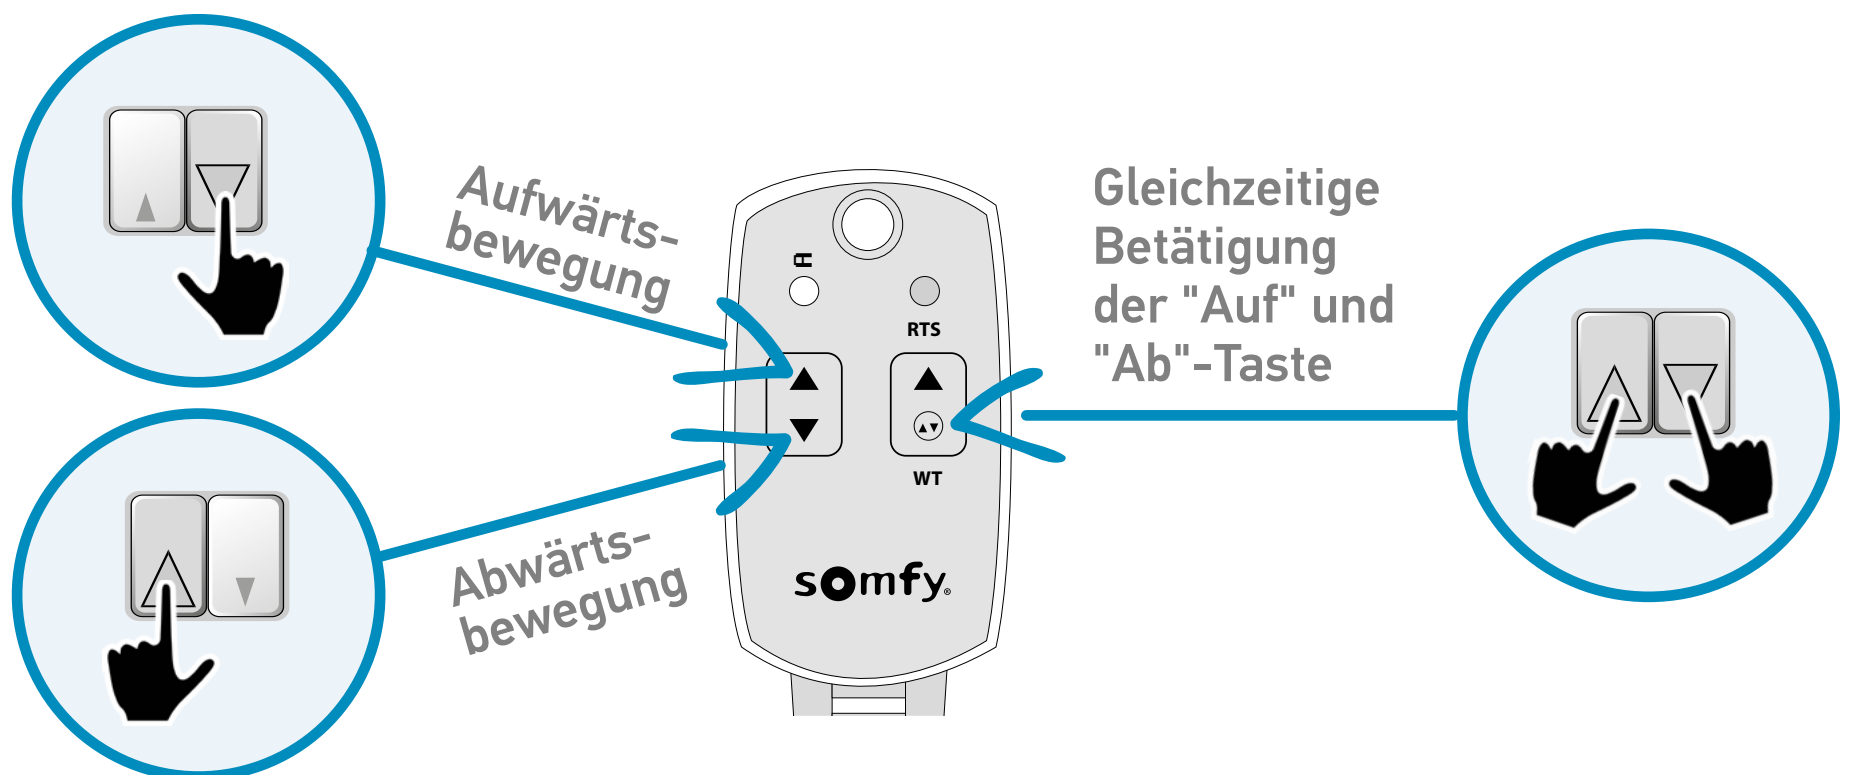 Aufwärts-
bewegung
Abwärts-
bewegung
RTS
WT
somfy®
Gleichzeitige
Betätigung
der "Auf" und
"Ab"-Taste